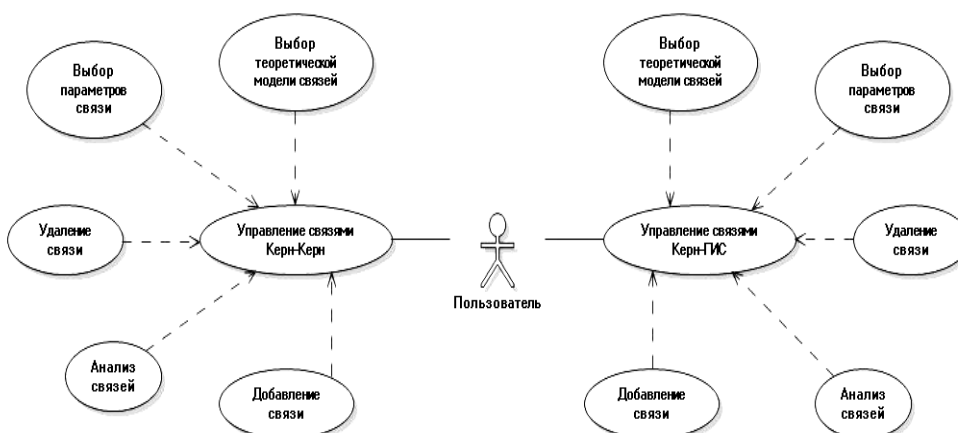 Выбор
параметров
связи
Выбор
теоретической
модели связей
Выбор
теоретической
модели связей
Выбор
параметров
связи
Удаление
связи
Управление связями
Керн-Керн
Пользователь
Управление связями
Керн-ГИС
Удаление
связи
Анализ
связей
Добавление
связи
Добавление
связи
Анализ
связей